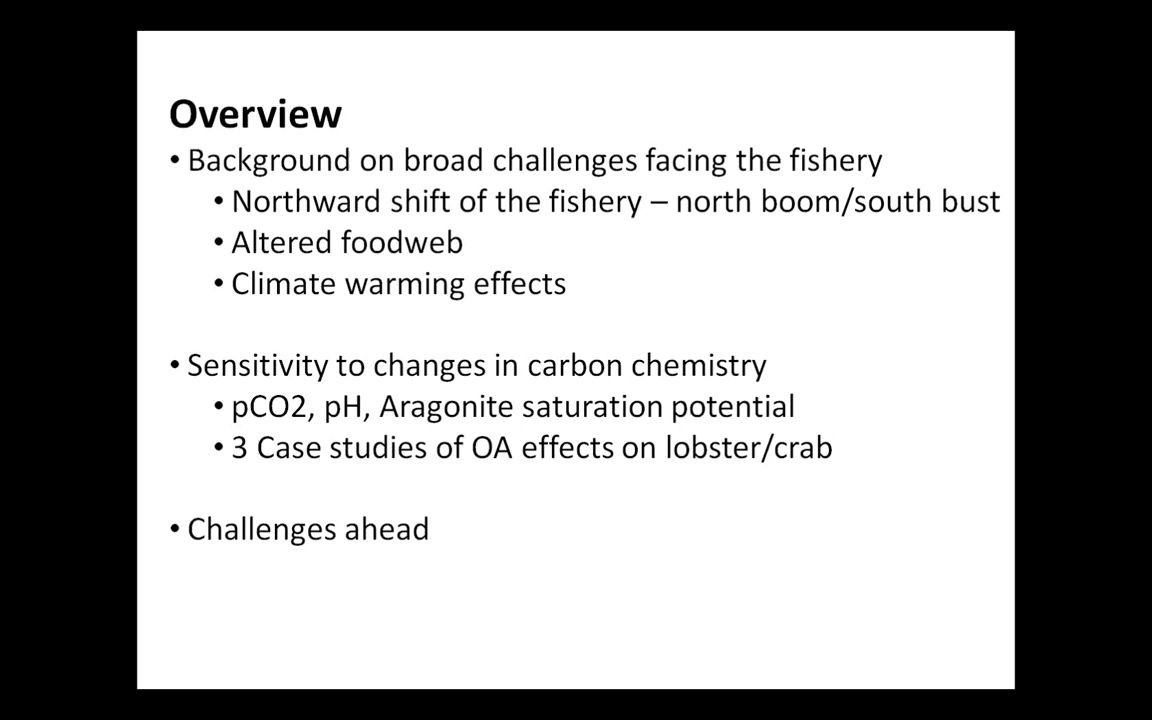 Overview
• Background on broad challenges facing the fishery
• Northward shift of the fishery – north boom/south bust
• Altered foodweb
• Climate warming effects
• Sensitivity to changes in carbon chemistry
• pCO2, pH, Aragonite saturation potential
• 3 Case studies of OA effects on lobster/crab
• Challenges ahead